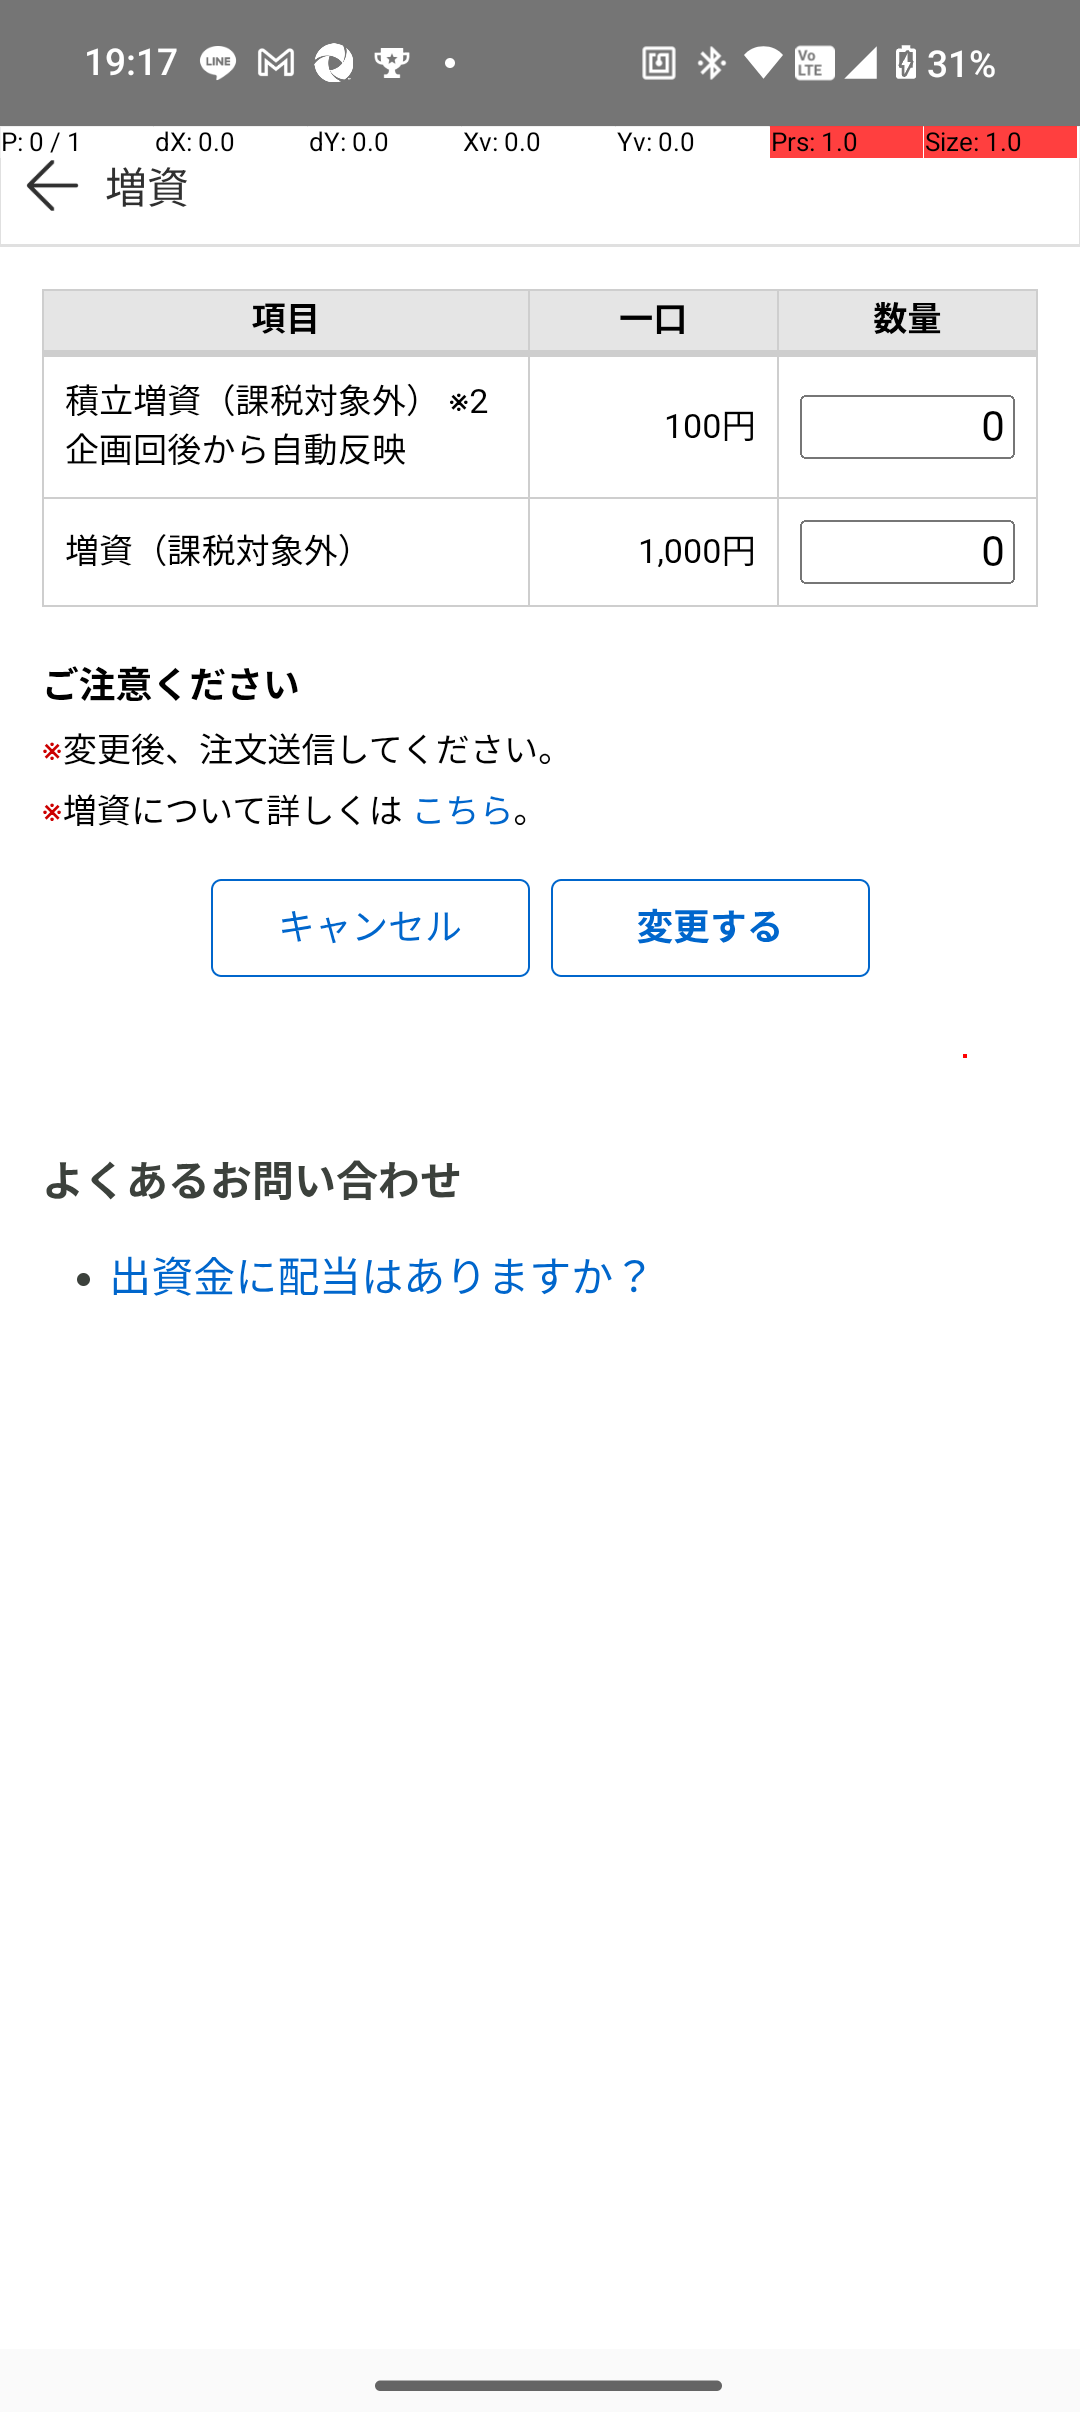 19:17 LINE VoLTE 31%
P: 0 / 1 dX: 0.0 dY: 0.0 Xv: 0.0 Yv: 0.0 Prs: 1.0 Size: 1.0
増資
項目 一口 数量
積立増資（課税対象外） ※2
企画回後から自動反映 100円 0
増資（課税対象外） 1,000円 0
ご注意ください
※変更後、注文送信してください。
※増資について詳しくは こちら。
キャンセル 変更する
よくあるお問い合わせ
• 出資金に配当はありますか？